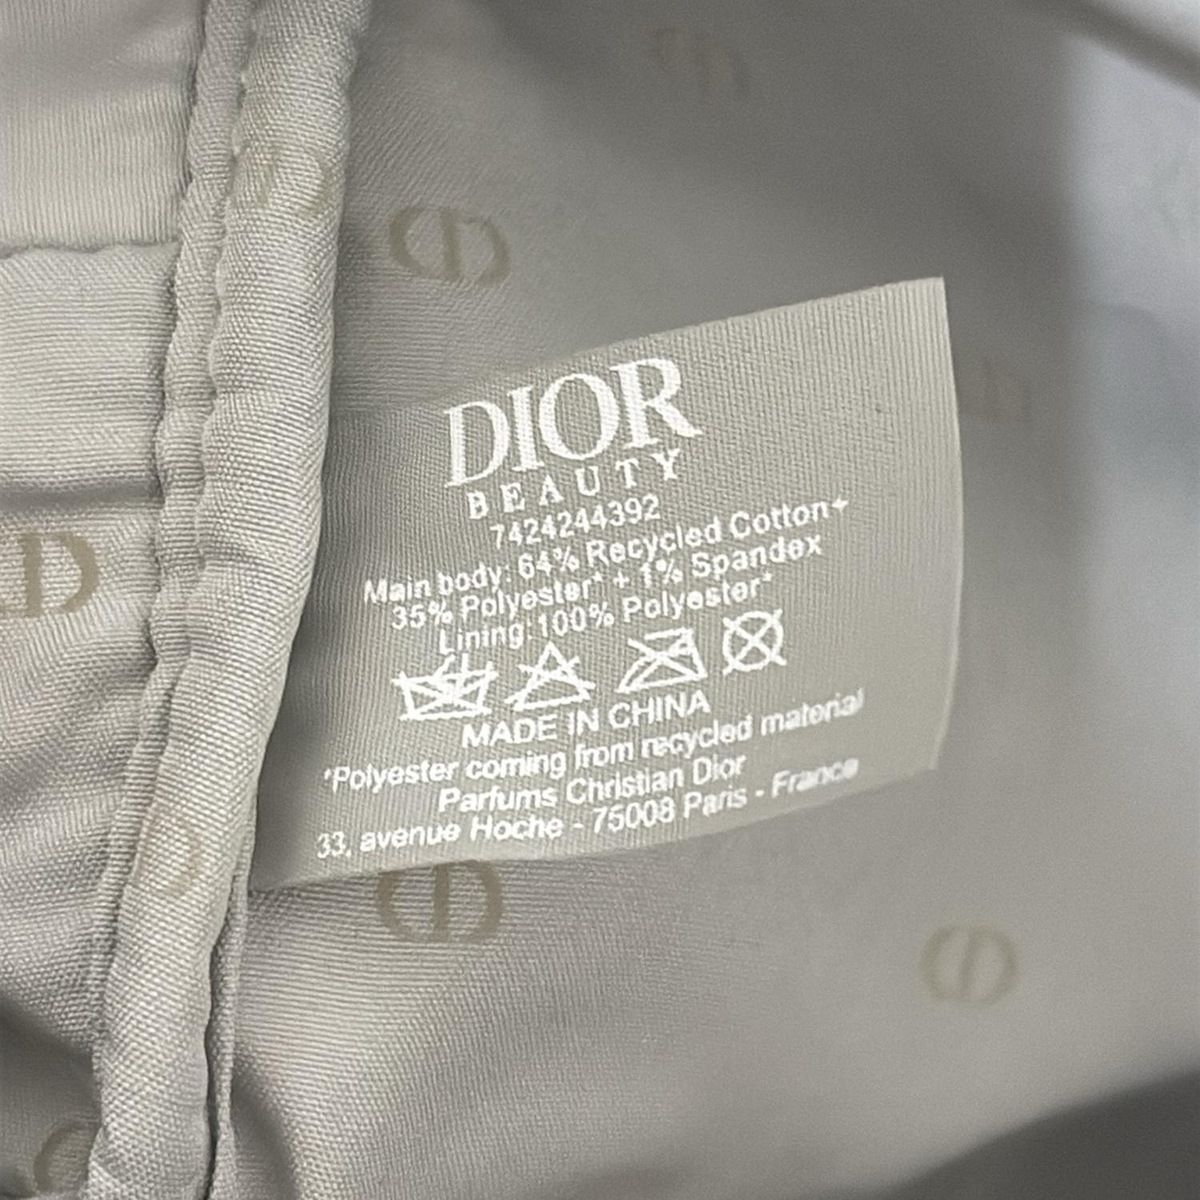 DIOR
BEAUTY
7424244392
Main body: 64% Recycled Cotton+
35% Polyester* + 1% Spandex
Lining: 100% Polyester*
MADE IN CHINA
*Polyester coming from recycled material
Parfums Christian Dior
33, avenue Hoche - 75008 Paris - France